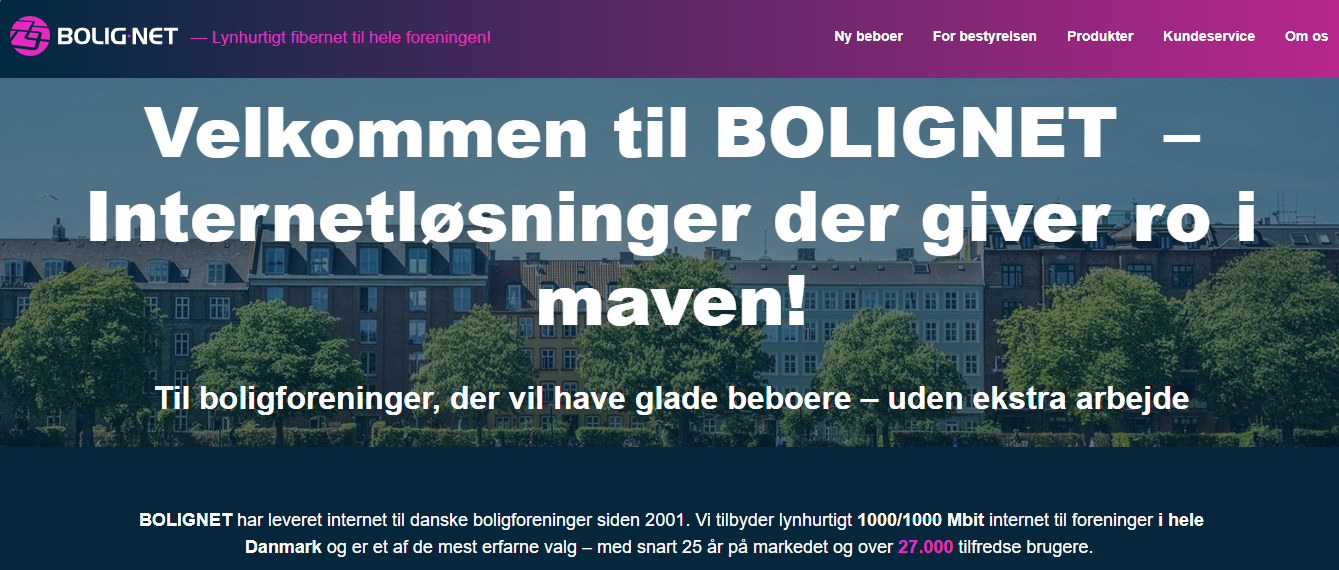 BOLIG·NET — Lynhurtigt fibernet til hele foreningen!
Ny beboer For bestyrelsen Produkter Kundeservice Om os
Velkommen til BOLIGNET –
Internetløsninger der giver ro i
maven!
Til boligforeninger, der vil have glade beboere – uden ekstra arbejde
BOLIGNET har leveret internet til danske boligforeninger siden 2001. Vi tilbyder lynhurtigt 1000/1000 Mbit internet til foreninger i hele
Danmark og er et af de mest erfarne valg – med snart 25 år på markedet og over 27.000 tilfredse brugere.